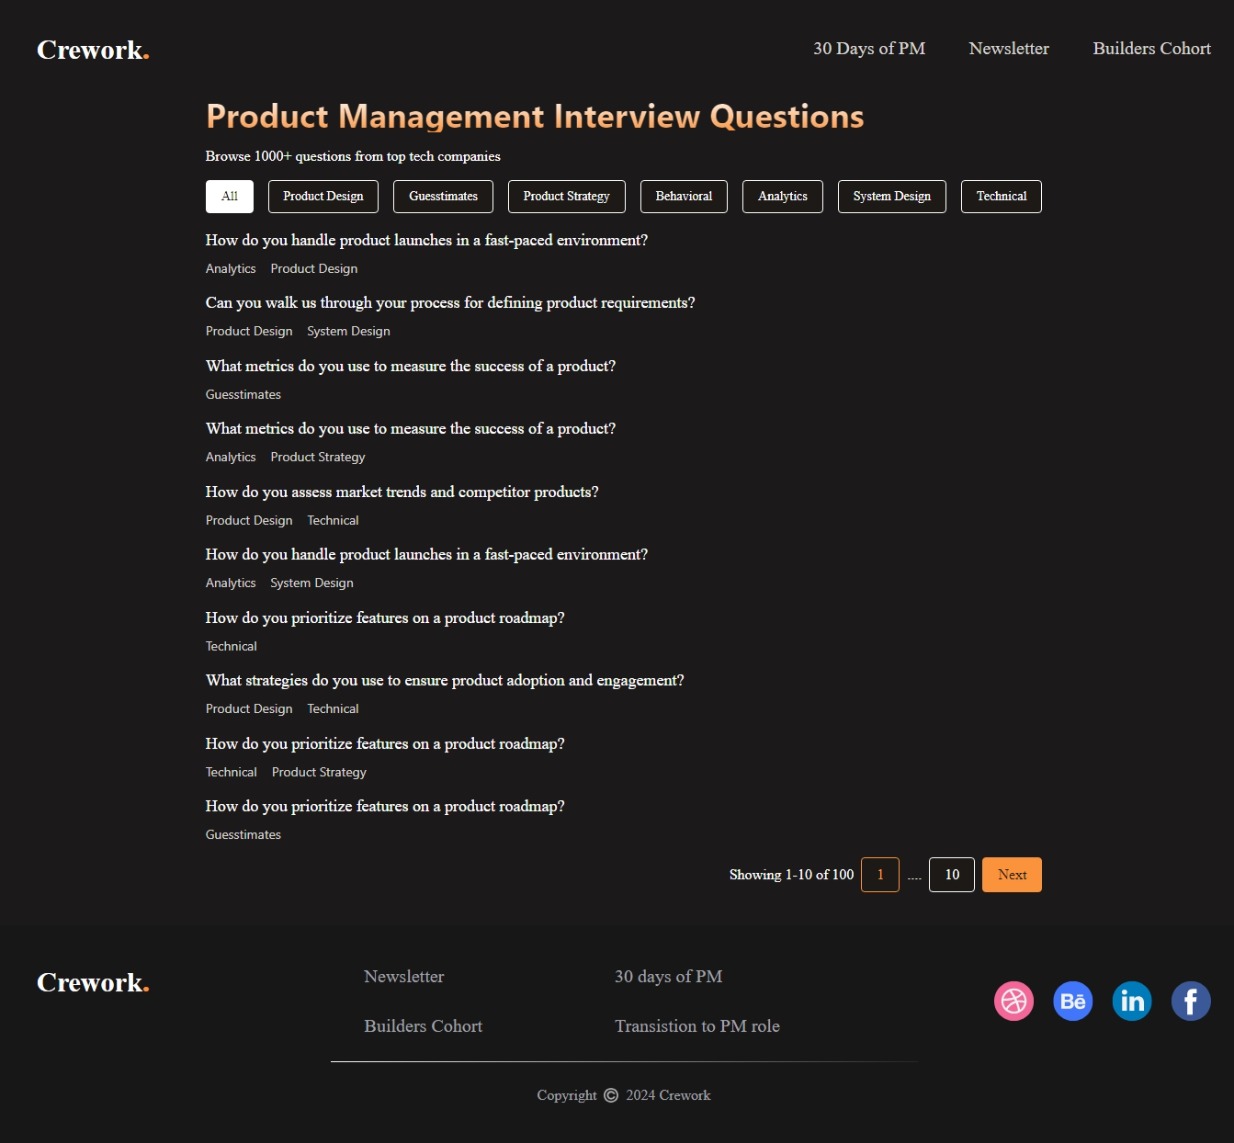 Crework.
30 Days of PM Newsletter Builders Cohort
Product Management Interview Questions
Browse 1000+ questions from top tech companies
All Product Design Guesstimates Product Strategy Behavioral Analytics System Design Technical
How do you handle product launches in a fast-paced environment?
Analytics Product Design
Can you walk us through your process for defining product requirements?
Product Design System Design
What metrics do you use to measure the success of a product?
Guesstimates
What metrics do you use to measure the success of a product?
Analytics Product Strategy
How do you assess market trends and competitor products?
Product Design Technical
How do you handle product launches in a fast-paced environment?
Analytics System Design
How do you prioritize features on a product roadmap?
Technical
What strategies do you use to ensure product adoption and engagement?
Product Design Technical
How do you prioritize features on a product roadmap?
Technical Product Strategy
How do you prioritize features on a product roadmap?
Guesstimates
Showing 1-10 of 100 1 .... 10 Next
Crework.
Newsletter 30 days of PM
Builders Cohort Transistion to PM role
Bē in f
Copyright © 2024 Crework